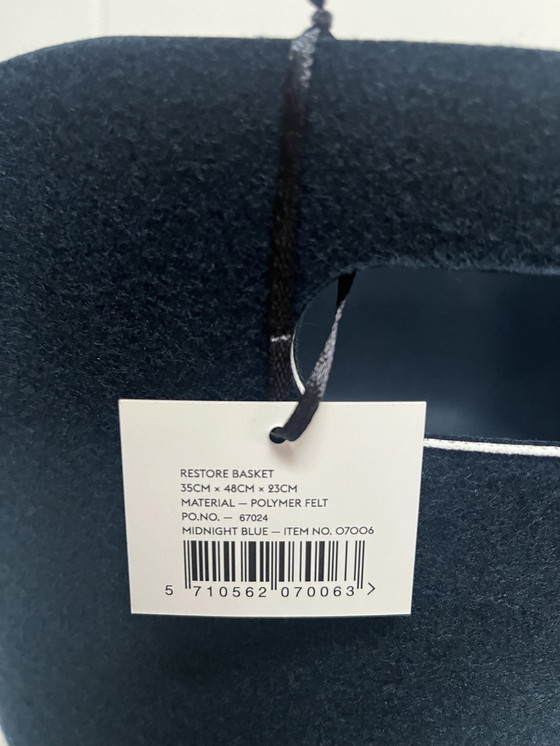 RESTORE BASKET
35CM × 48CM × 23CM
MATERIAL — POLYMER FELT
PO.NO. — 67024
MIDNIGHT BLUE — ITEM NO. 07006
5 710562 070063 >